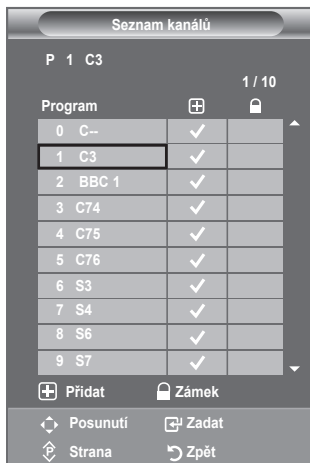 Seznam kanálů
P 1 C3
1 / 10
Program
0 C--
1 C3
2 BBC 1
3 C74
4 C75
5 C76
6 S3
7 S4
8 S6
9 S7
Přidat Zámek
Posunutí Zadat
P Strana Zpět